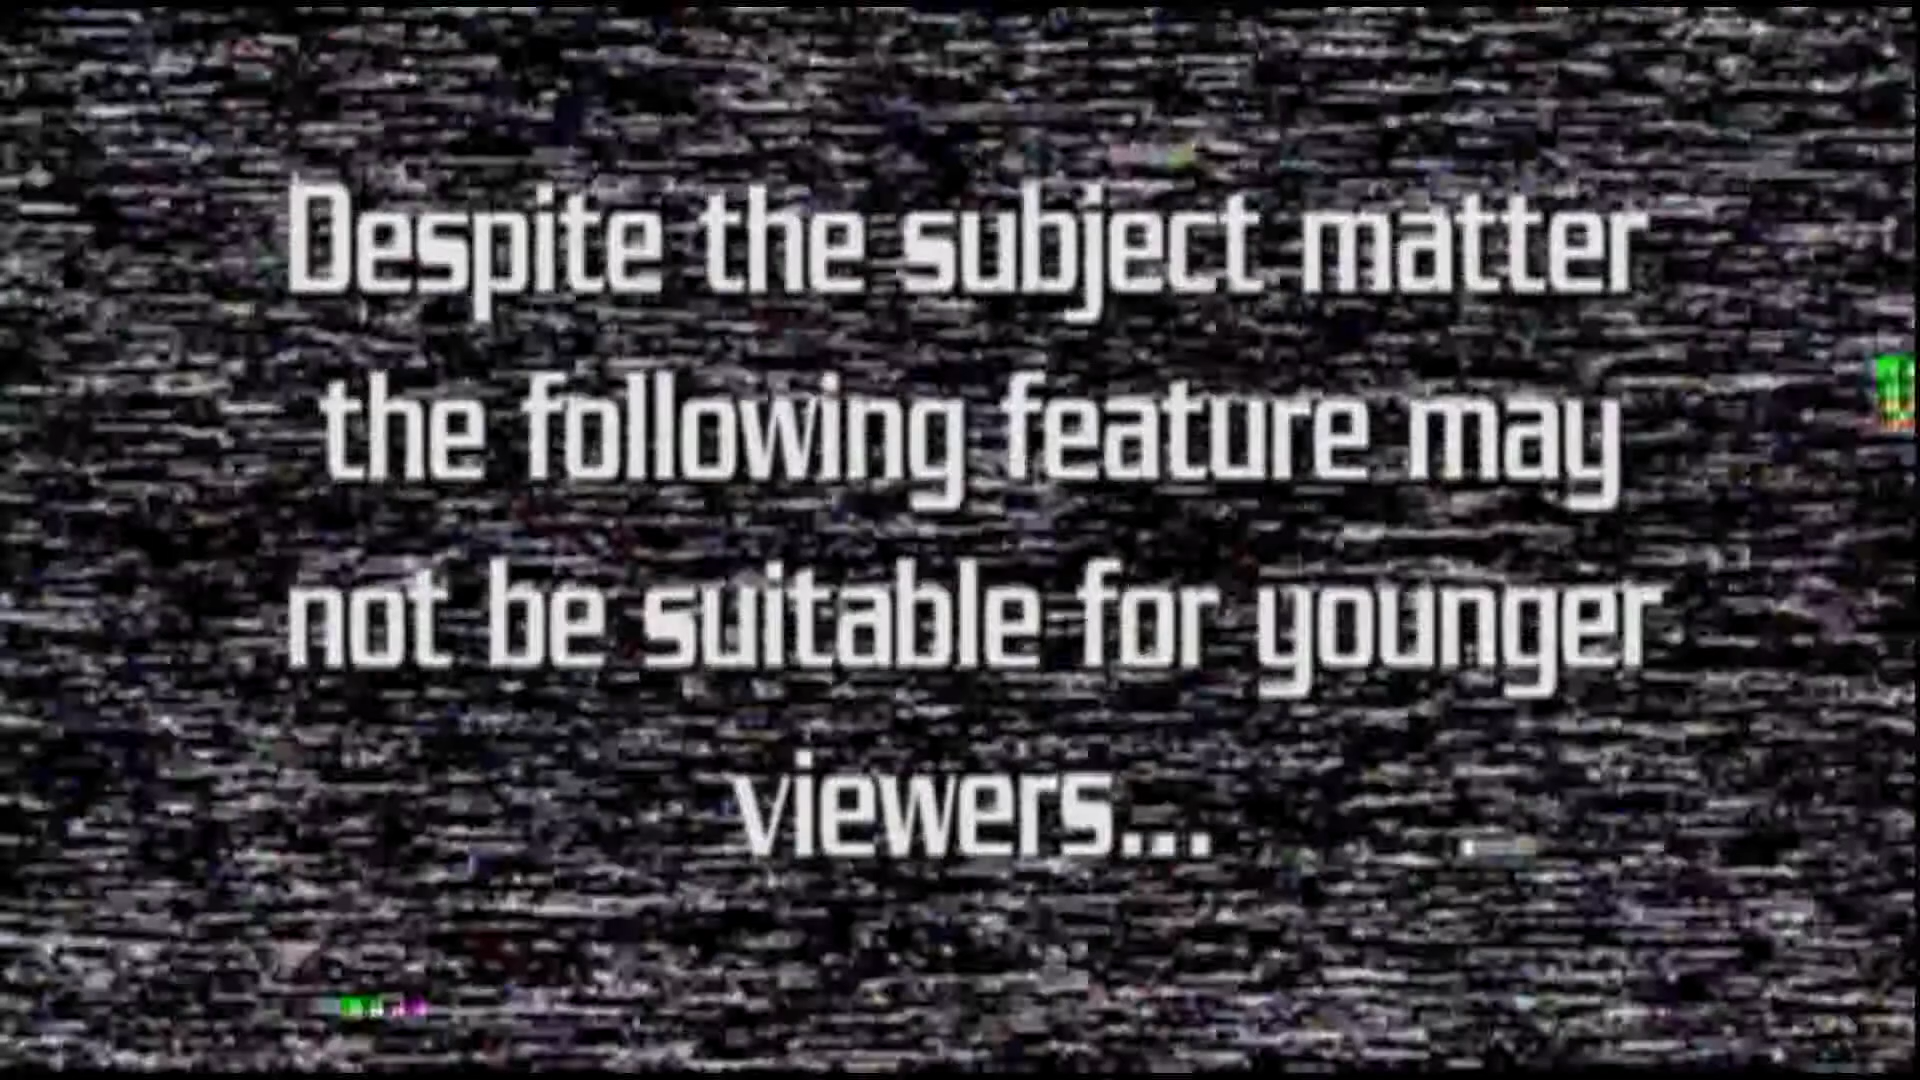 Despite the subject matter
the following feature may
not be suitable for younger
viewers...